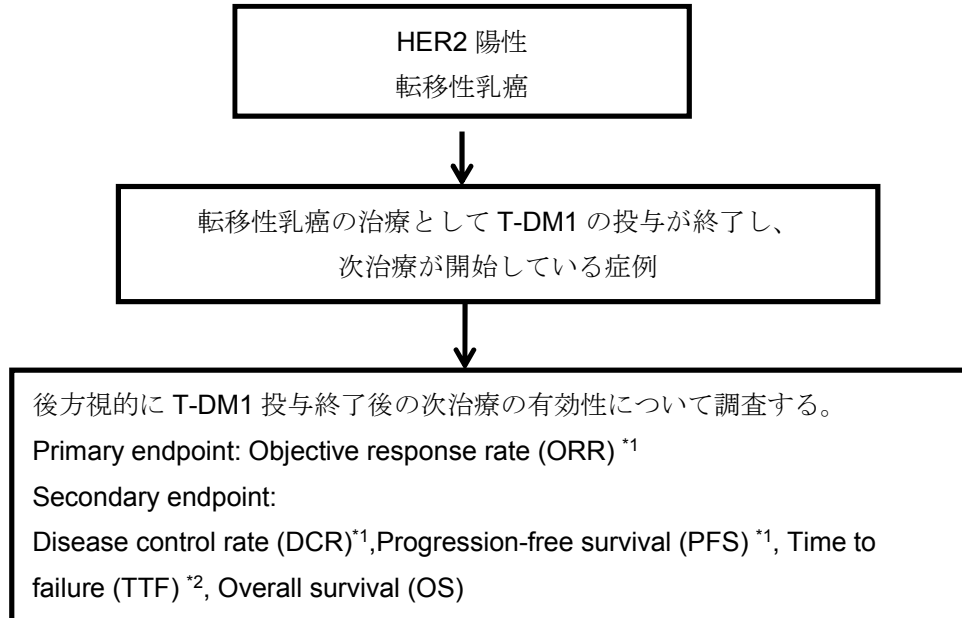 HER2 陽性
転移性乳癌
転移性乳癌の治療として T-DM1 の投与が終了し、
次治療が開始している症例
後方視的に T-DM1 投与終了後の次治療の有効性について調査する。
Primary endpoint: Objective response rate (ORR) *1
Secondary endpoint:
Disease control rate (DCR)*1,Progression-free survival (PFS) *1, Time to
failure (TTF) *2, Overall survival (OS)